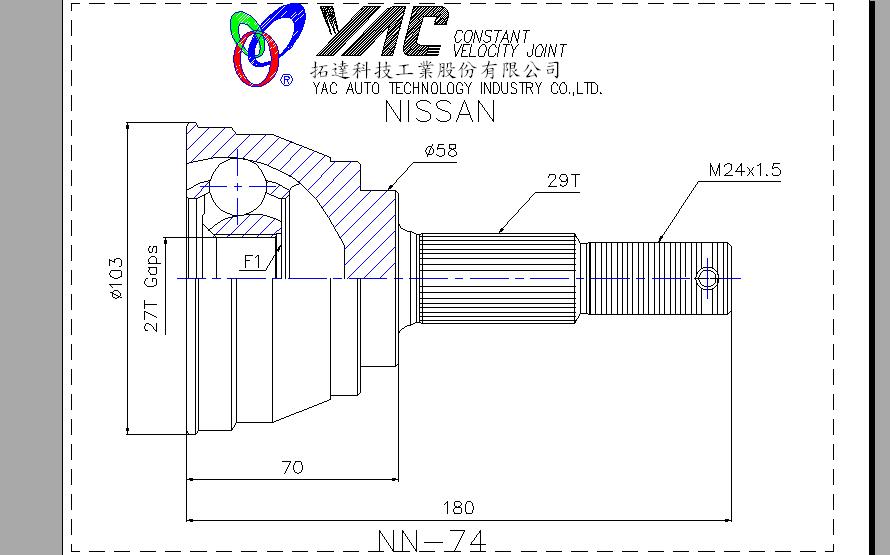 YAC CONSTANT
VELOCITY JOINT
®
拓達科技工業股份有限公司
YAC AUTO TECHNOLOGY INDUSTRY CO.,LTD.
NISSAN
ø58
29T
M24x1.5
F1
ø103
27T Gaps
70
180
NN-74